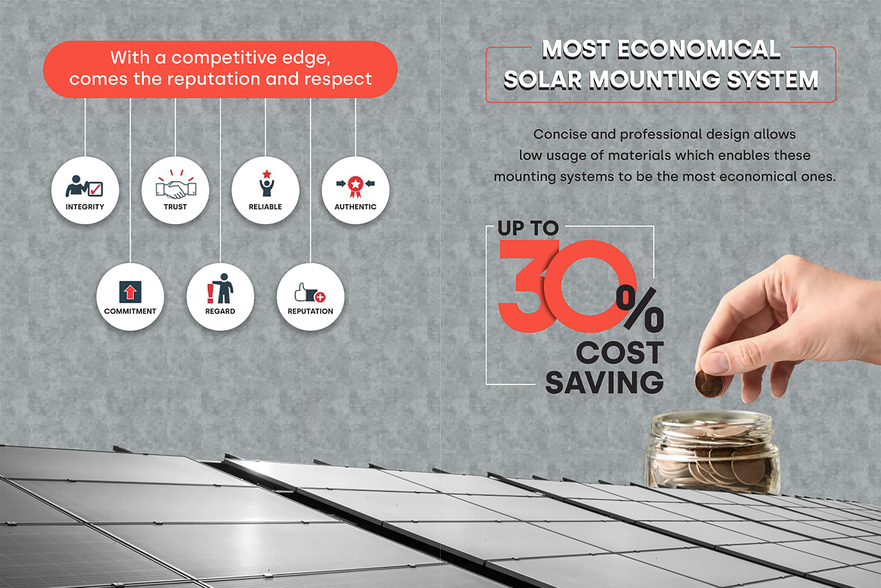 With a competitive edge,
comes the reputation and respect
INTEGRITY
TRUST
RELIABLE
AUTHENTIC
COMMITMENT
REGARD
REPUTATION
MOST ECONOMICAL
SOLAR MOUNTING SYSTEM
Concise and professional design allows
low usage of materials which enables these
mounting systems to be the most economical ones.
UP TO
30%
COST
SAVING